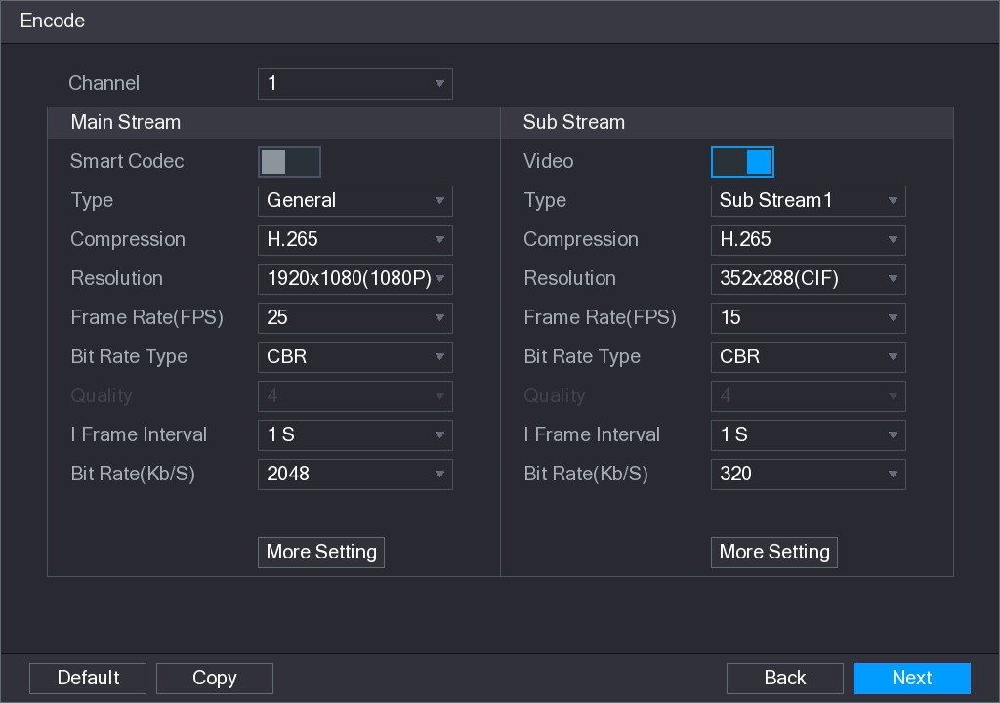 Encode
Channel 1
Main Stream Sub Stream
Smart Codec Video
Type General Type Sub Stream1
Compression H.265 Compression H.265
Resolution 1920x1080(1080P) Resolution 352x288(CIF)
Frame Rate(FPS) 25 Frame Rate(FPS) 15
Bit Rate Type CBR Bit Rate Type CBR
Quality 4 Quality 4
I Frame Interval 1 S I Frame Interval 1 S
Bit Rate(Kb/S) 2048 Bit Rate(Kb/S) 320
More Setting More Setting
Default Copy Back Next